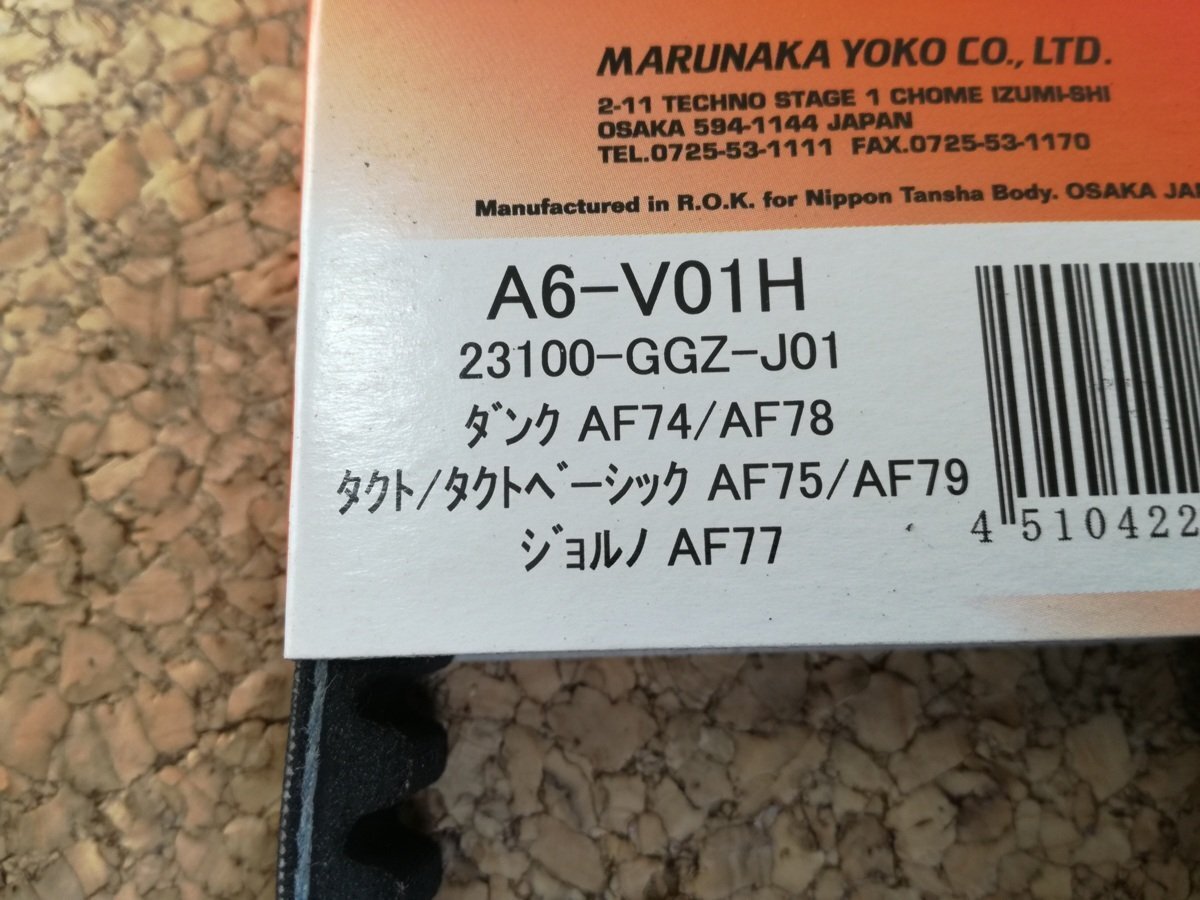 MARUNAKA YOKO CO., LTD.
2-11 TECHNO STAGE 1 CHOME IZUMI-SHI
OSAKA 594-1144 JAPAN
TEL.0725-53-1111 FAX.0725-53-1170
Manufactured in R.O.K. for Nippon Tansha Body. OSAKA
A6-V01H
23100-GGZ-J01
ダンク AF74/AF78
タクト/タクトベーシック AF75/AF79
ジョルノ AF77
4 510422